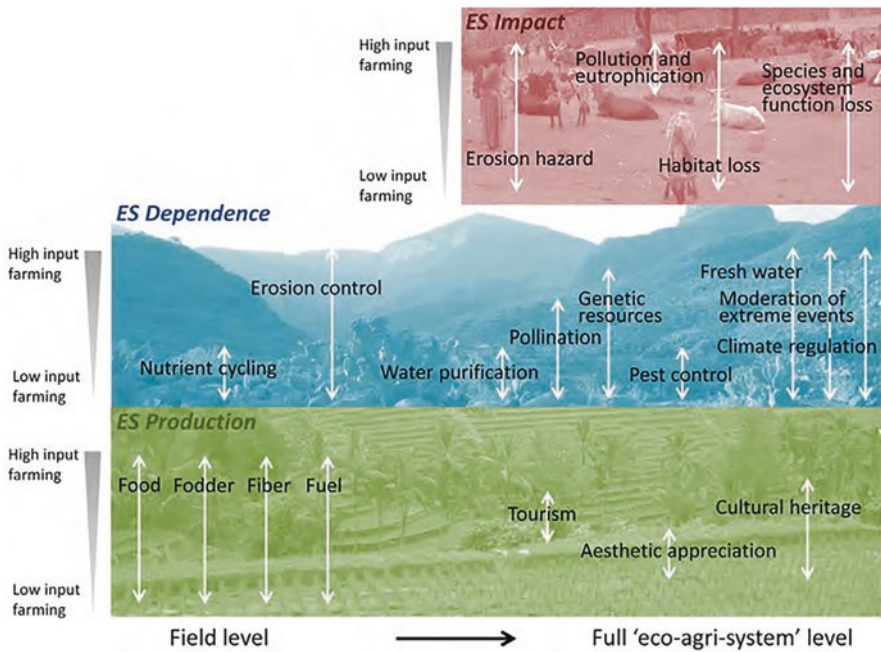 ES Impact
High input
farming
Pollution and
eutrophication
Species and
ecosystem
function loss
Erosion hazard
Habitat loss
Low input
farming
ES Dependence
High input
farming
Erosion control
Fresh water
Genetic
resources
Moderation of
extreme events
Pollination
Climate regulation
Nutrient cycling
Water purification
Pest control
Low input
farming
ES Production
High input
farming
Food Fodder Fiber Fuel
Tourism
Cultural heritage
Aesthetic appreciation
Low input
farming
Field level
Full ‘eco-agri-system’ level